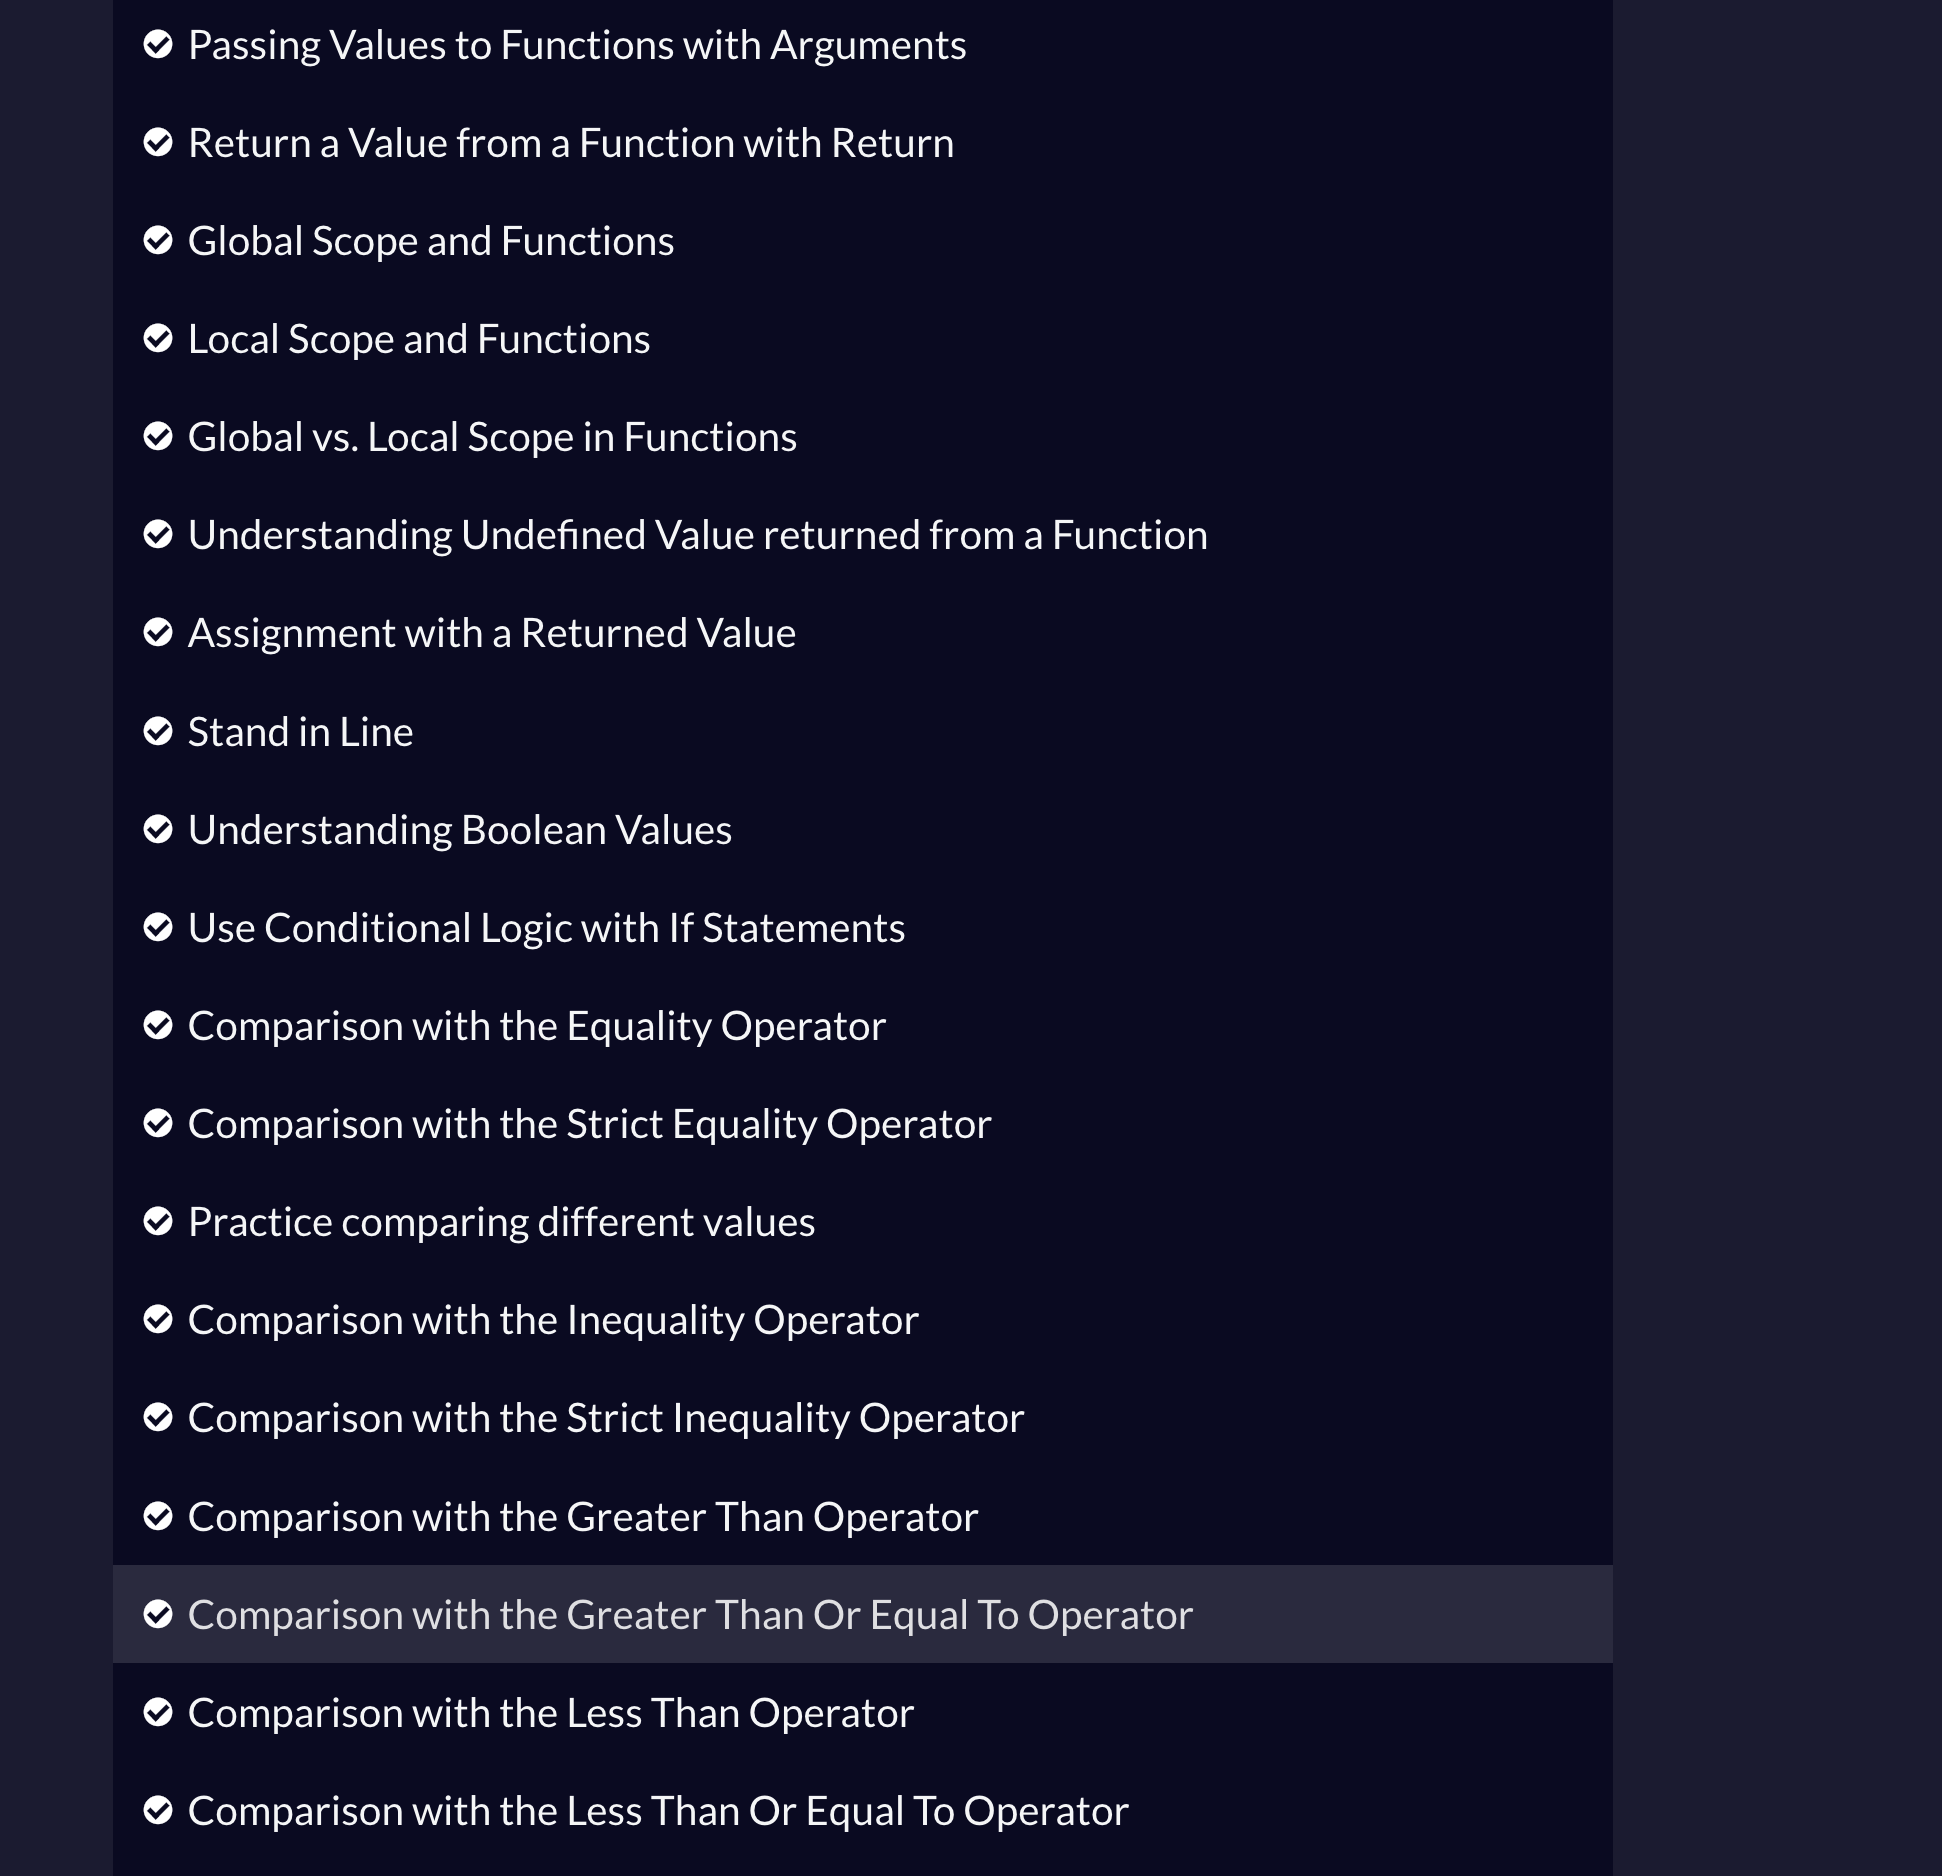 Passing Values to Functions with Arguments
Return a Value from a Function with Return
Global Scope and Functions
Local Scope and Functions
Global vs. Local Scope in Functions
Understanding Undefined Value returned from a Function
Assignment with a Returned Value
Stand in Line
Understanding Boolean Values
Use Conditional Logic with If Statements
Comparison with the Equality Operator
Comparison with the Strict Equality Operator
Practice comparing different values
Comparison with the Inequality Operator
Comparison with the Strict Inequality Operator
Comparison with the Greater Than Operator
Comparison with the Greater Than Or Equal To Operator
Comparison with the Less Than Operator
Comparison with the Less Than Or Equal To Operator